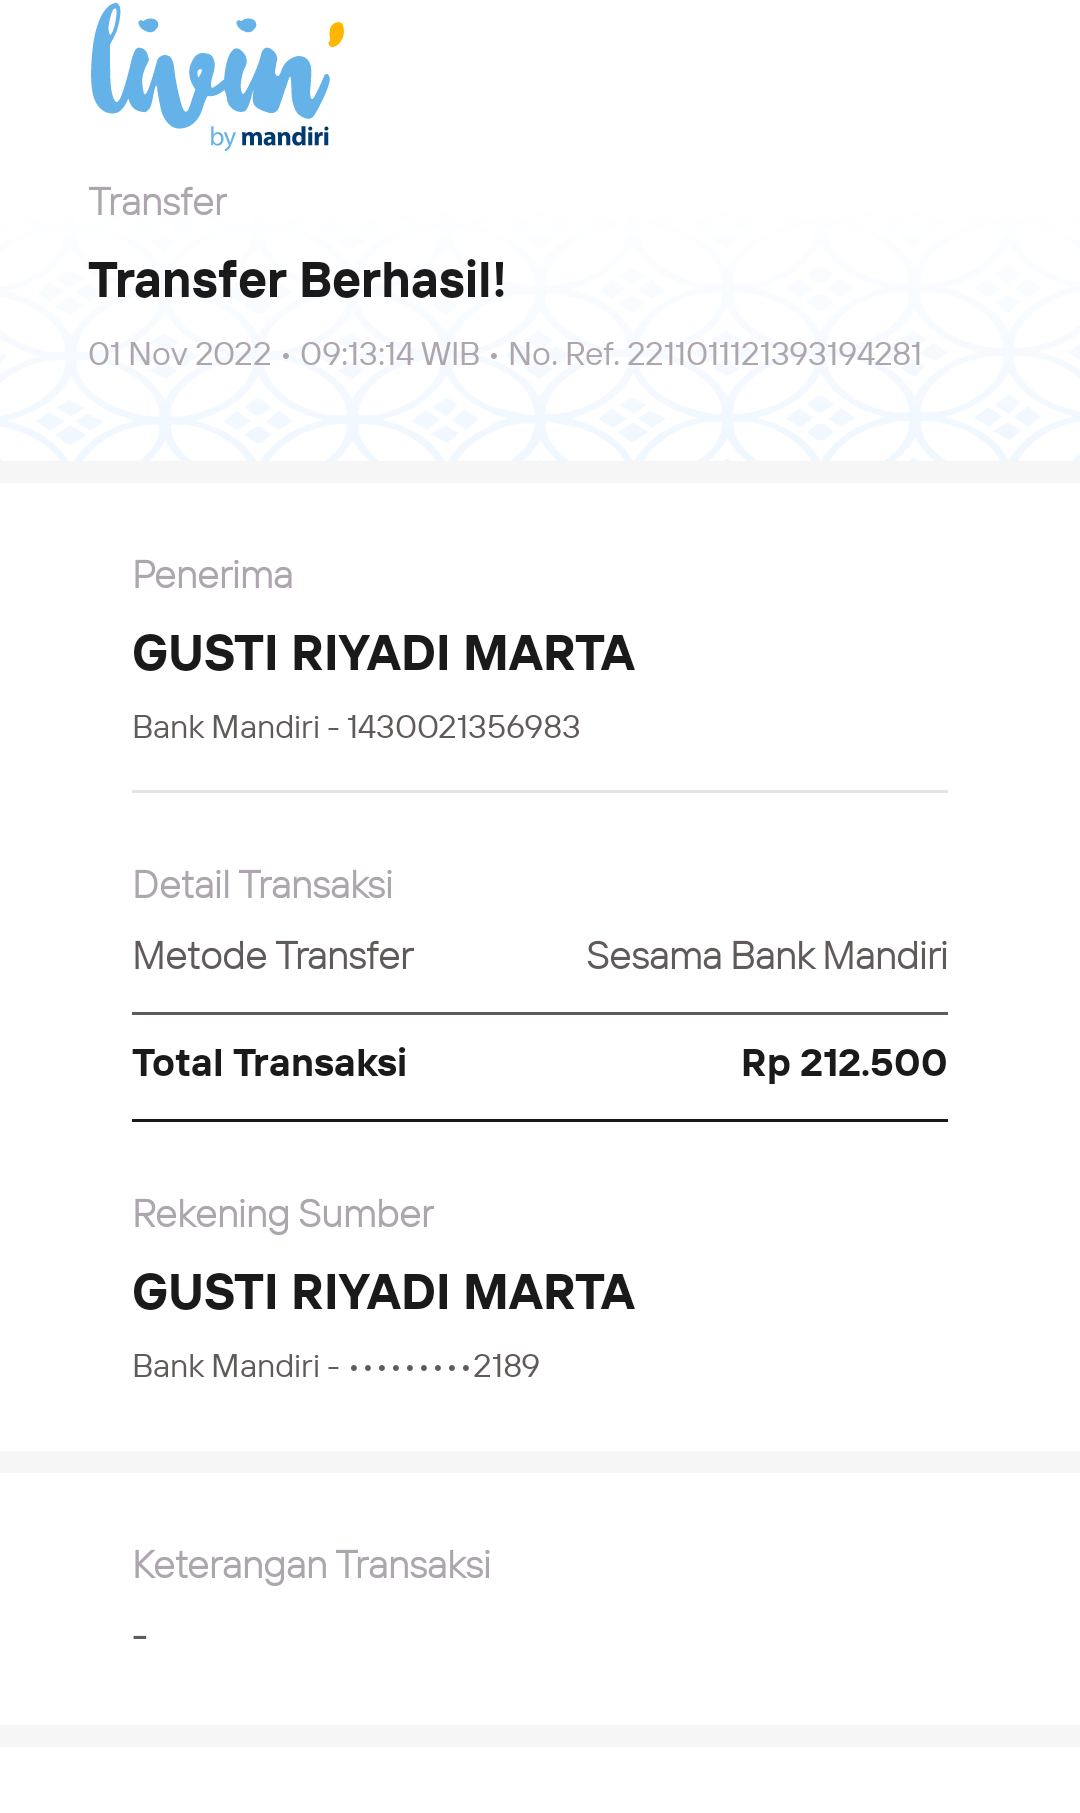 livin'
by mandiri
Transfer
Transfer Berhasil!
01 Nov 2022 • 09:13:14 WIB • No. Ref. 2211011121393194281
Penerima
GUSTI RIYADI MARTA
Bank Mandiri - 1430021356983
Detail Transaksi
Metode Transfer Sesama Bank Mandiri
Total Transaksi Rp 212.500
Rekening Sumber
GUSTI RIYADI MARTA
Bank Mandiri - •••••••••2189
Keterangan Transaksi
-